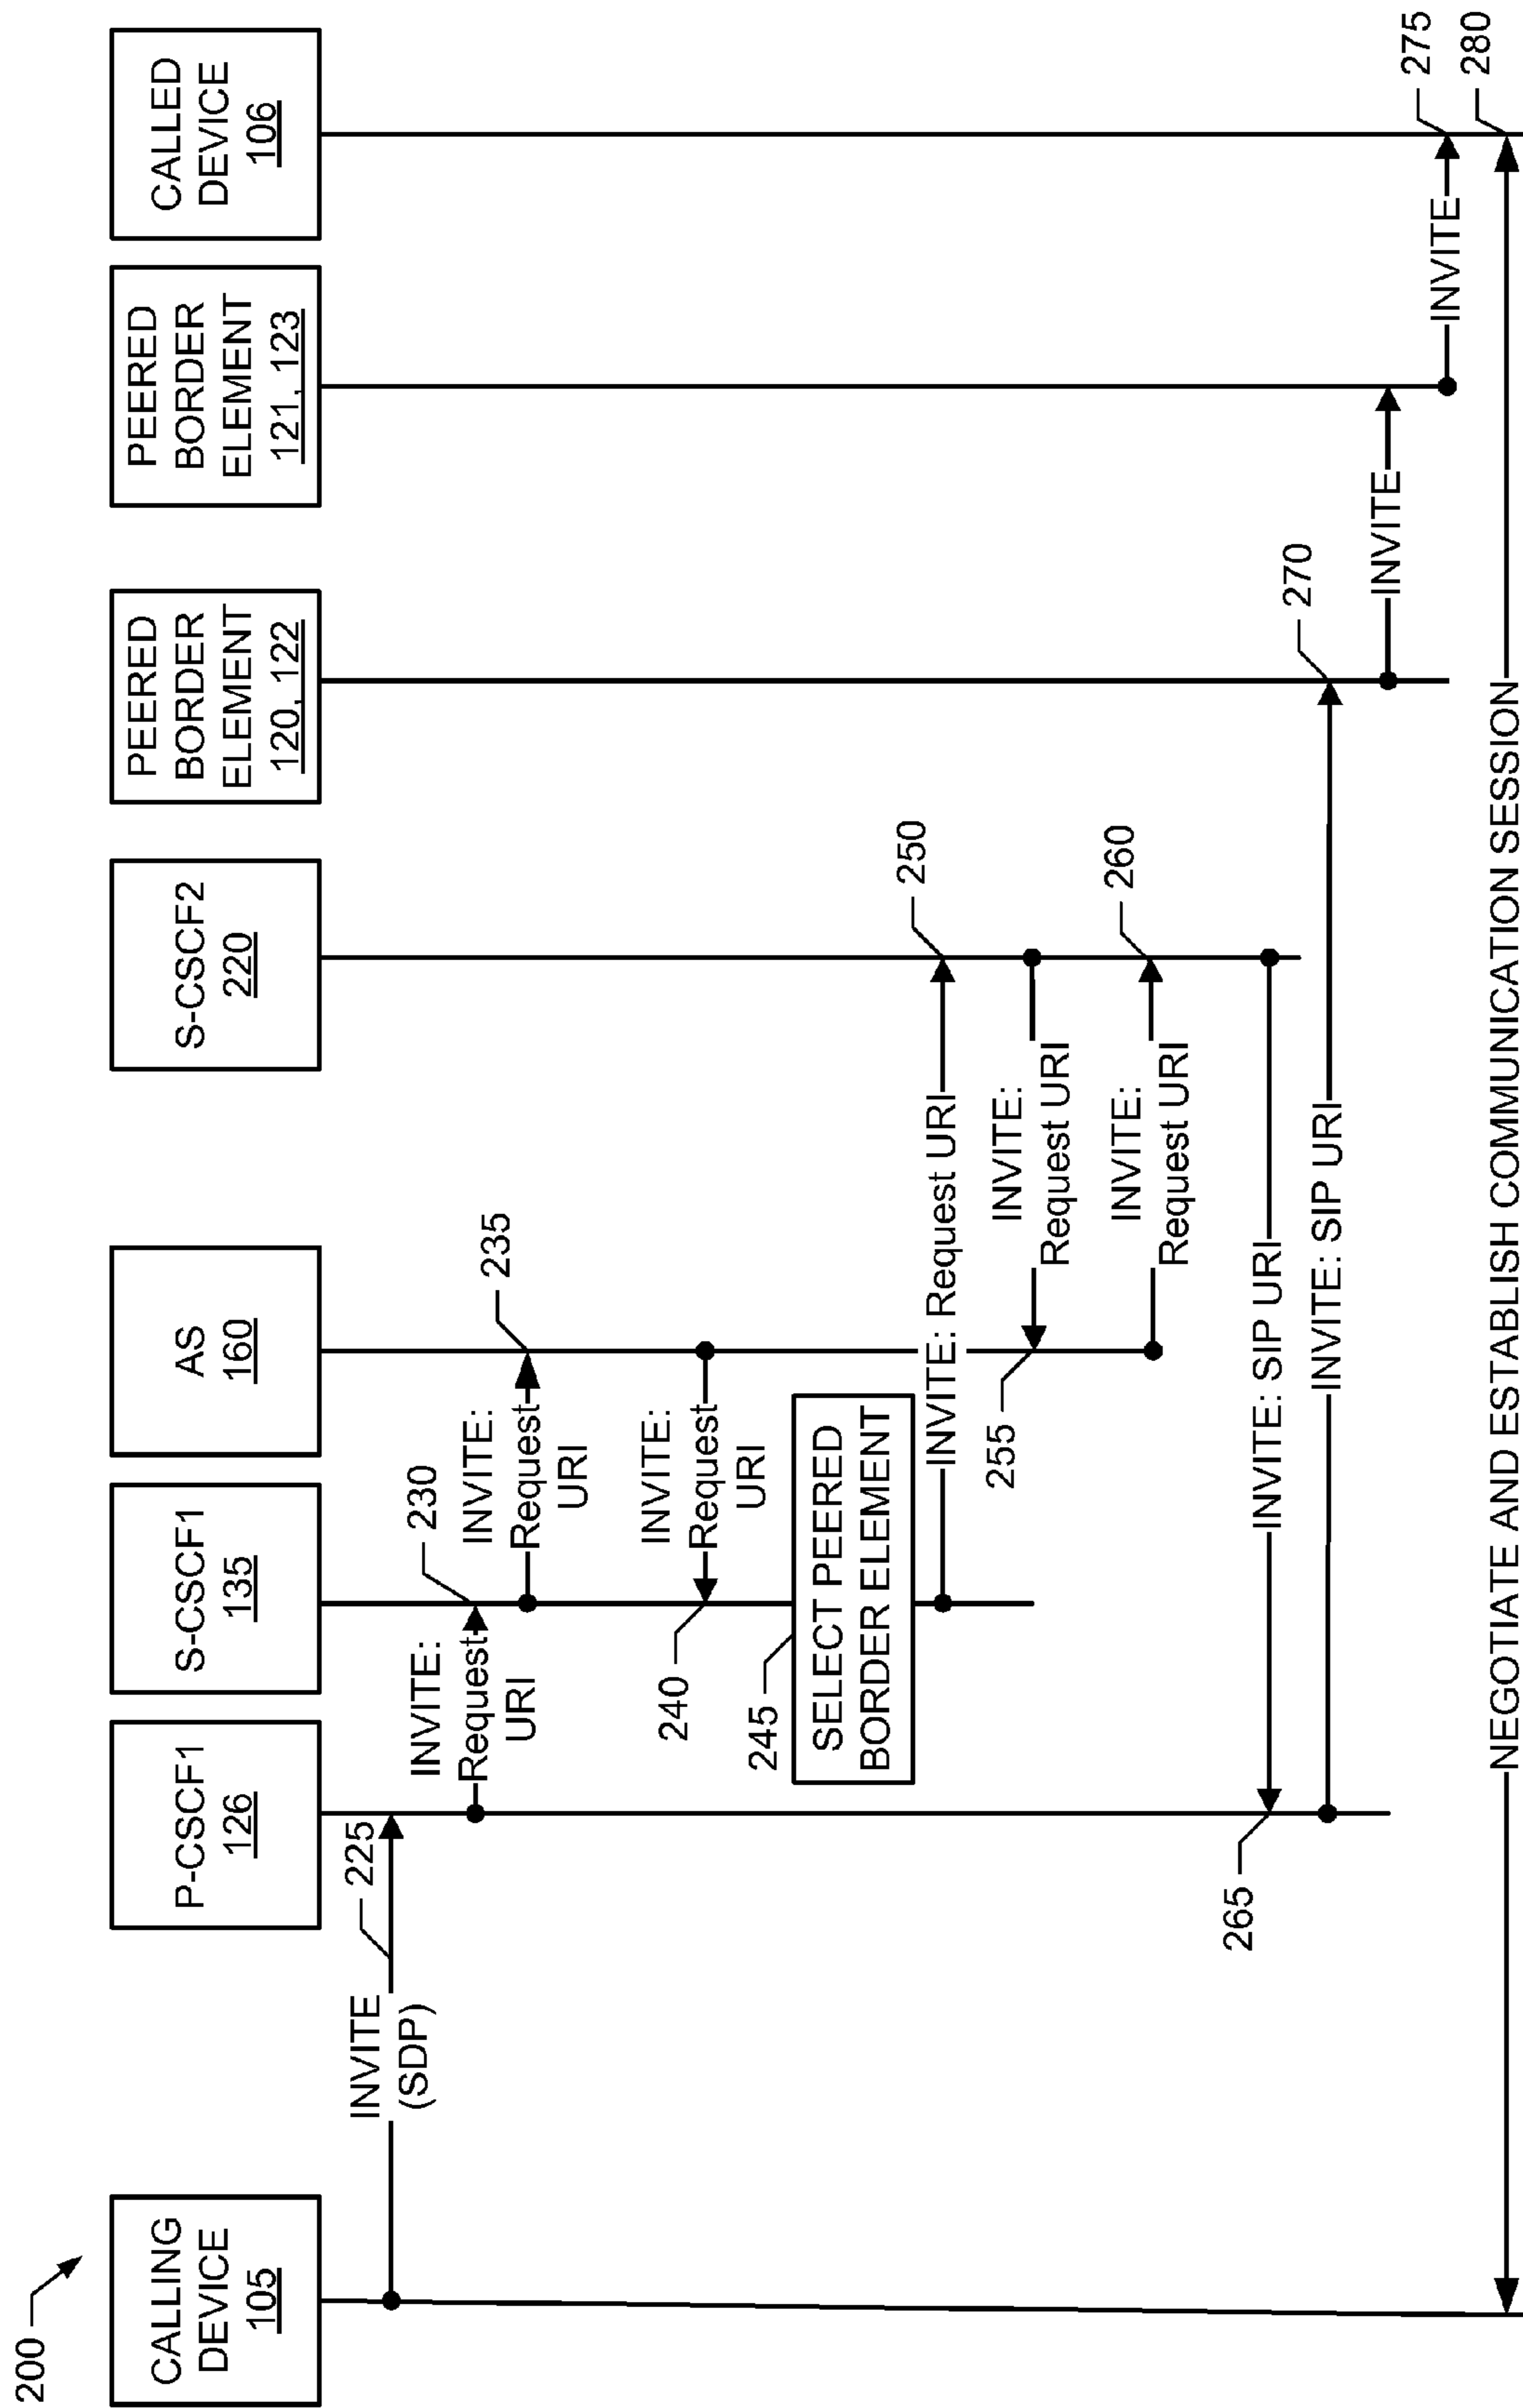 200
CALLING
DEVICE
105
P-CSCF1
126
S-CSCF1
135
AS
160
S-CSCF2
220
PEERED
BORDER
ELEMENT
120, 122
PEERED
BORDER
ELEMENT
121, 123
CALLED
DEVICE
106
INVITE
(SDP)
225
INVITE:
Request
URI
230
INVITE:
Request
URI
235
INVITE:
Request
URI
240
245
SELECT PEERED
BORDER ELEMENT
INVITE: Request URI
250
INVITE:
Request URI
255
INVITE:
Request URI
260
INVITE: SIP URI
265
INVITE: SIP URI
270
INVITE
INVITE
275
NEGOTIATE AND ESTABLISH COMMUNICATION SESSION
280